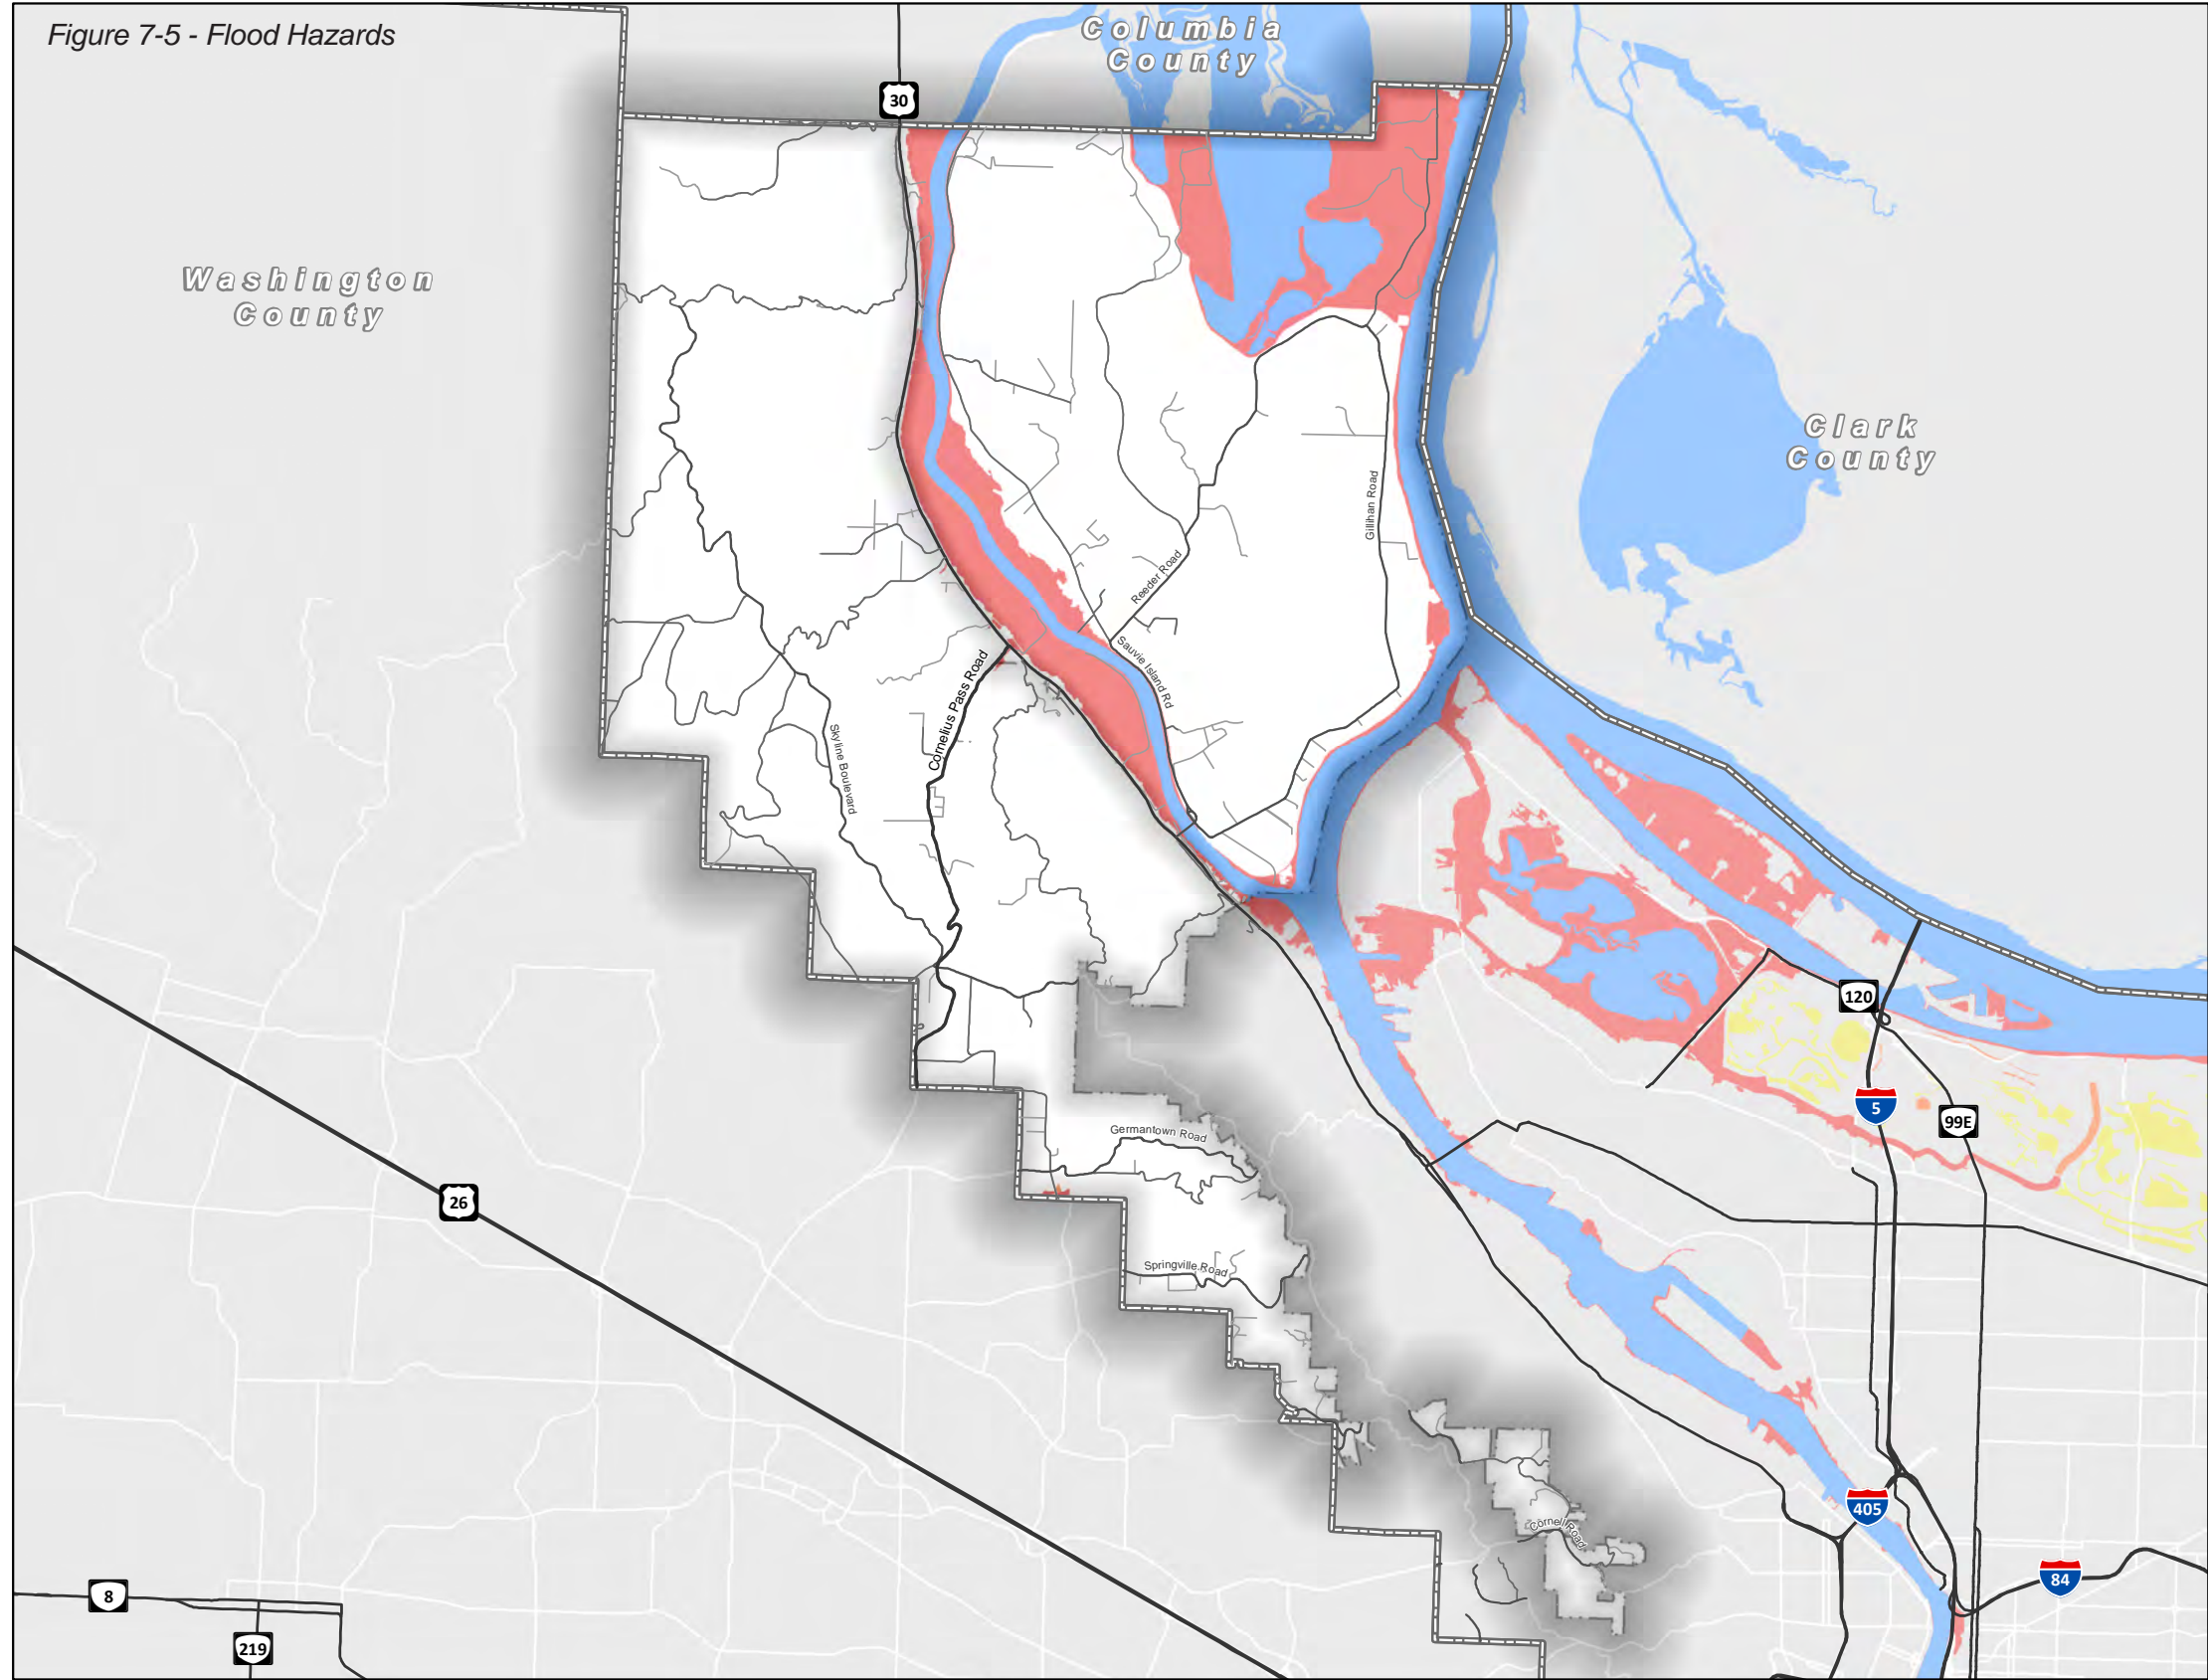 Figure 7-5 - Flood Hazards
Columbia
County
30
Washington
County
Clark
County
Gillihan Road
Reeder Road
Sauvie Island Rd
Cornelius Pass Road
Skyline Boulevard
120
5
99E
Germantown Road
26
Springville Road
405
Cornell Road
84
8
219